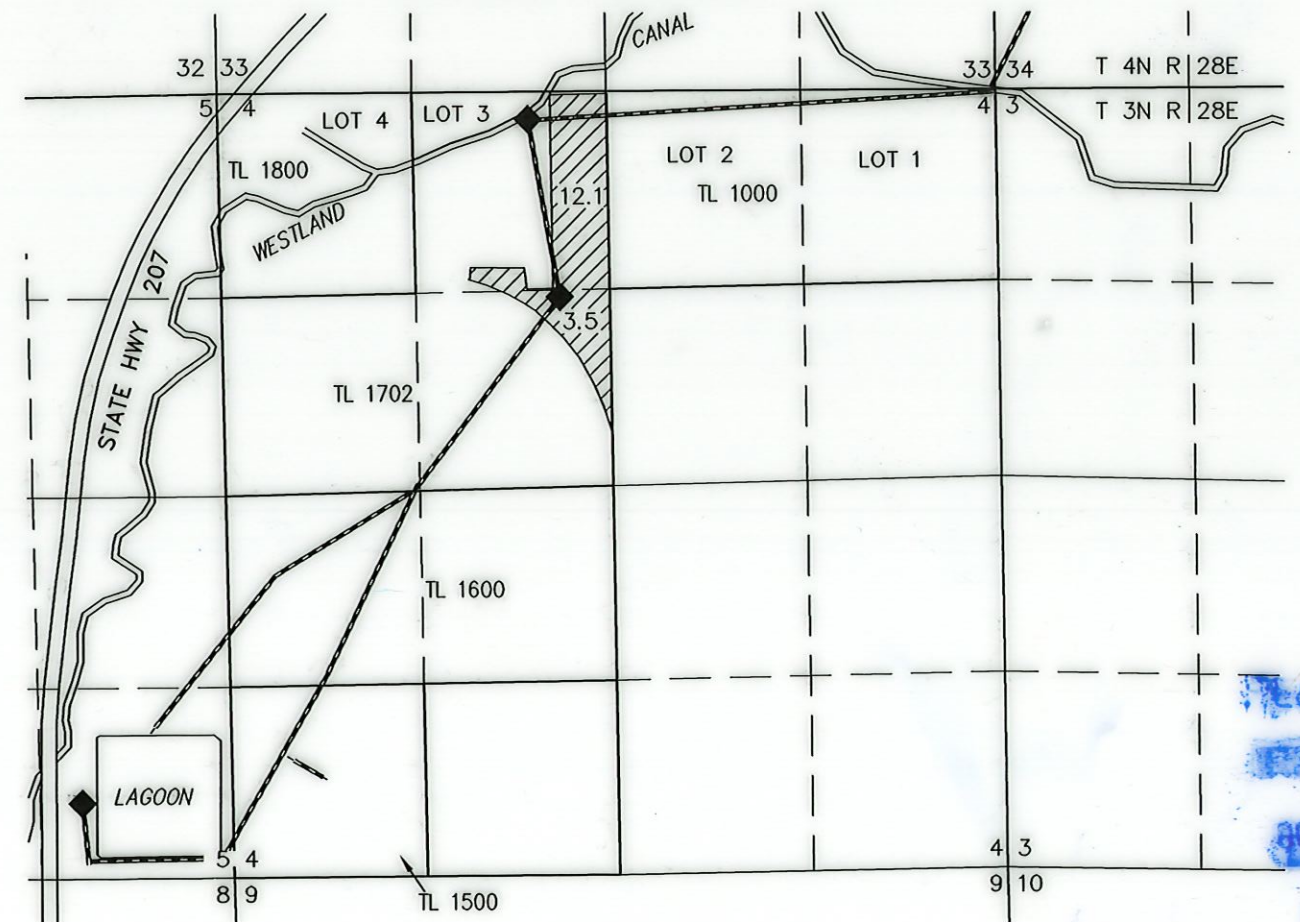 CANAL
32 33
33 34
T 4N R 28E
5 4
4 3
T 3N R 28E
LOT 4
LOT 3
LOT 2
LOT 1
TL 1800
TL 1000
12.1
WESTLAND
STATE HWY 207
3.5
TL 1702
TL 1600
LAGOON
5 4
4 3
8 9
9 10
TL 1500